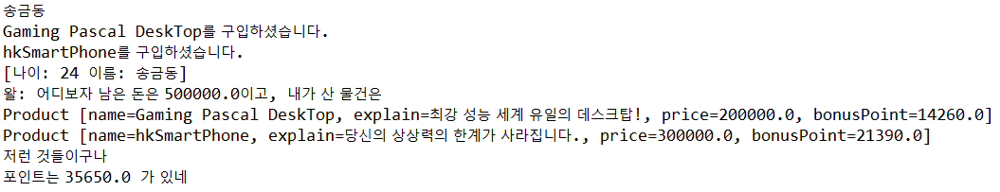 송금동
Gaming Pascal DeskTop를 구입하셨습니다.
hkSmartPhone를 구입하셨습니다.
[나이: 24 이름: 송금동]
왈: 어디보자 남은 돈은 500000.0이고, 내가 산 물건은
Product [name=Gaming Pascal DeskTop, explain=최강 성능 세계 유일의 데스크탑!, price=200000.0, bonusPoint=14260.0]
Product [name=hkSmartPhone, explain=당신의 상상력의 한계가 사라집니다., price=300000.0, bonusPoint=21390.0]
저런 것들이구나
포인트는 35650.0 가 있네